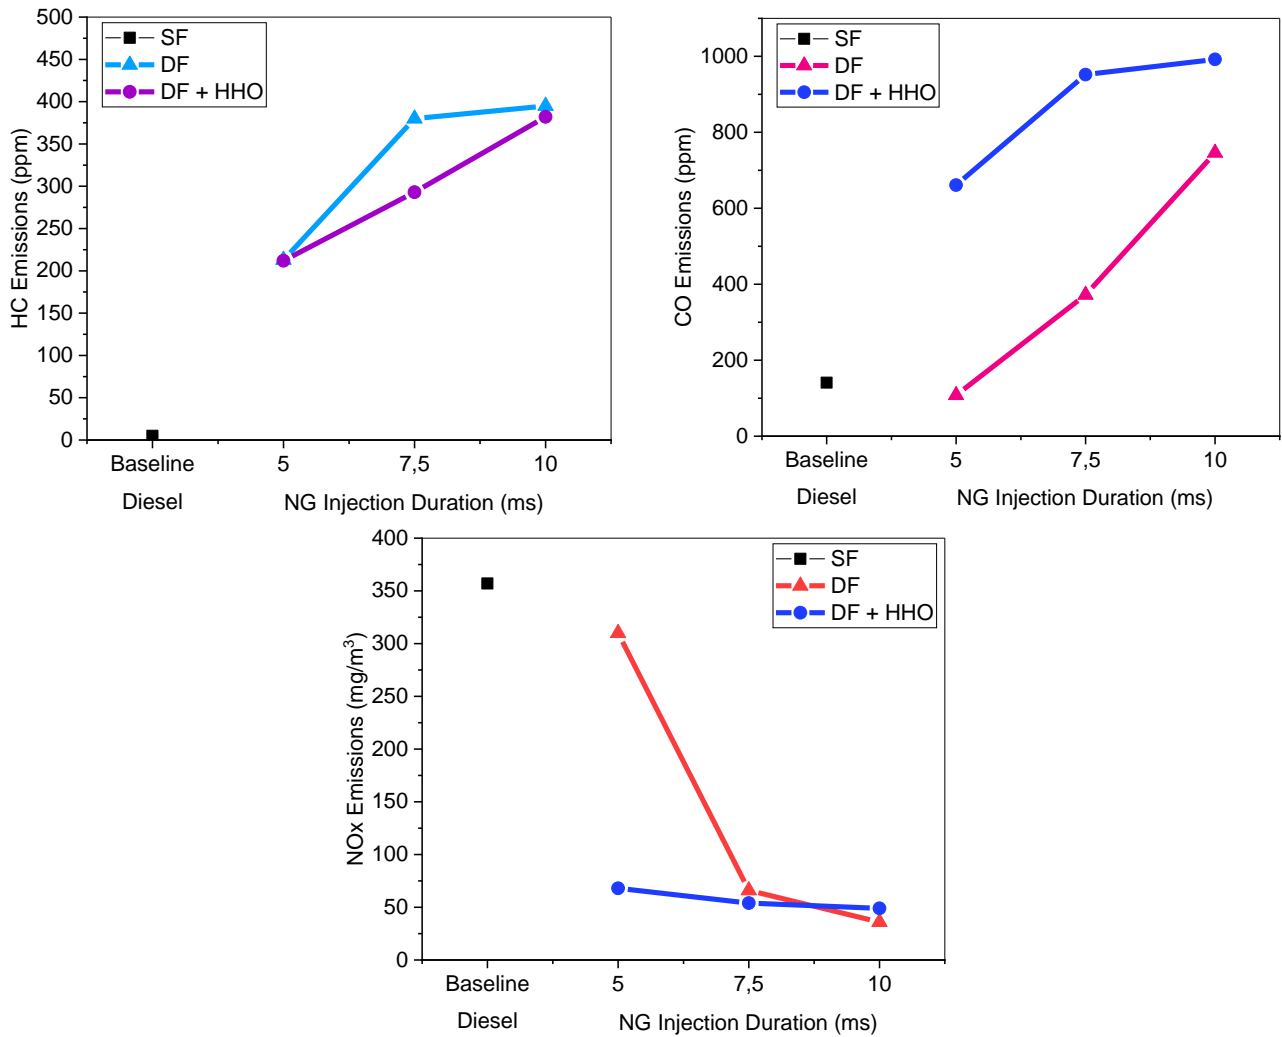 HC Emissions (ppm)
500
450
400
350
300
250
200
150
100
50
0
SF
DF
DF + HHO
Baseline
Diesel
5
7,5
10
NG Injection Duration (ms)
CO Emissions (ppm)
1000
800
600
400
200
0
SF
DF
DF + HHO
Baseline
Diesel
5
7,5
10
NG Injection Duration (ms)
NOx Emissions (mg/m³)
400
350
300
250
200
150
100
50
0
SF
DF
DF + HHO
Baseline
Diesel
5
7,5
10
NG Injection Duration (ms)